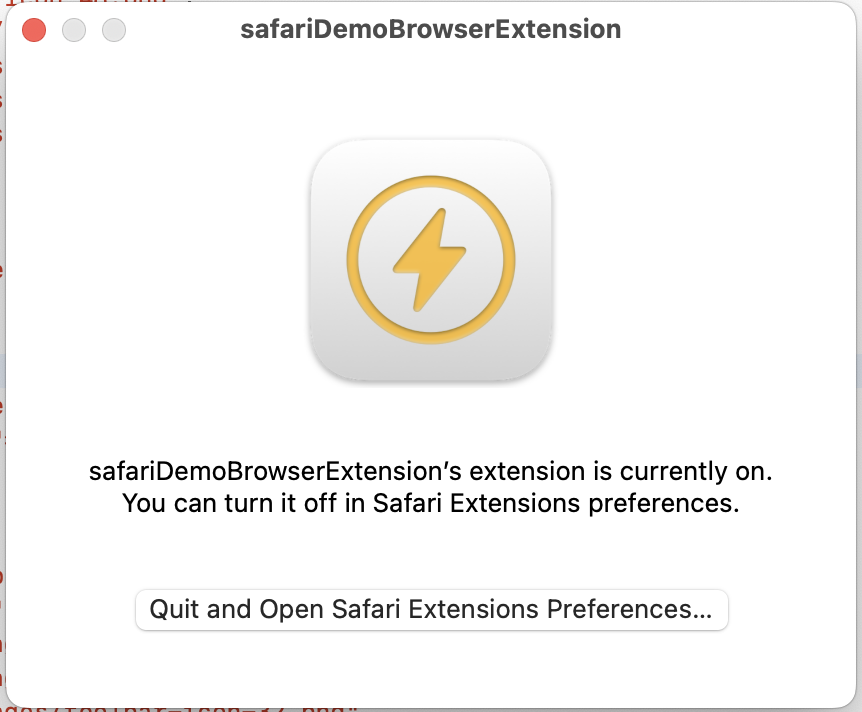 safariDemoBrowserExtension
safariDemoBrowserExtension's extension is currently on.
You can turn it off in Safari Extensions preferences.
Quit and Open Safari Extensions Preferences...